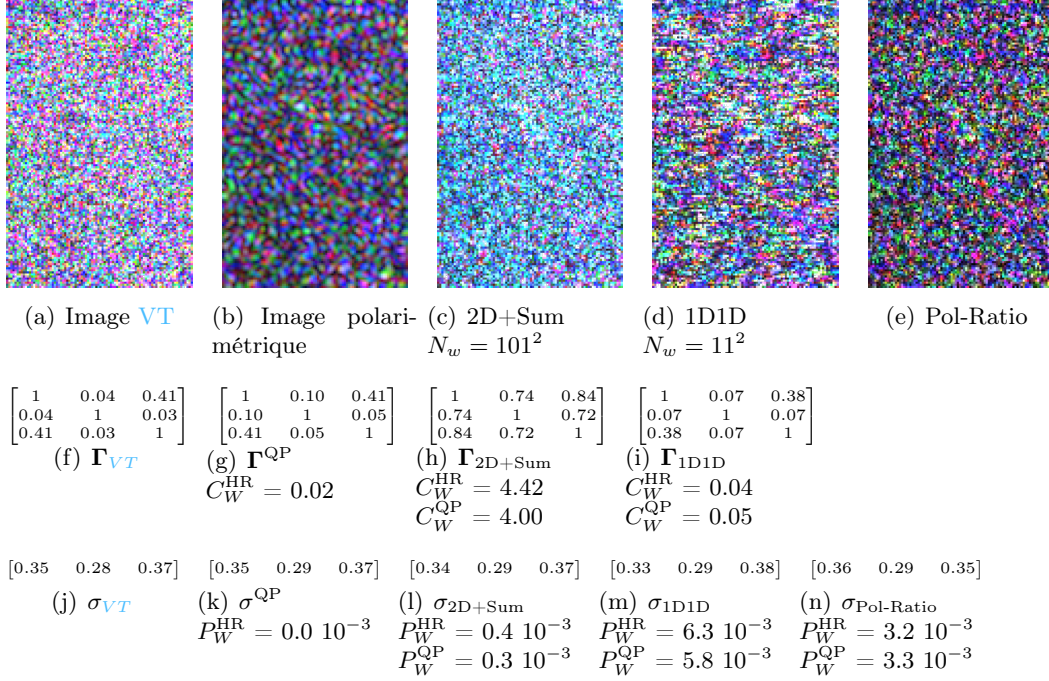 (a) Image VT
(b) Image polari-
métrique
(c) 2D+Sum
N_w = 101^2
(d) 1D1D
N_w = 11^2
(e) Pol-Ratio
[1 0.04 0.41
0.04 1 0.03
0.41 0.03 1]
(f) Γ_VT
[1 0.10 0.41
0.10 1 0.05
0.41 0.05 1]
(g) Γ^QP
C_W^HR = 0.02
[1 0.74 0.84
0.74 1 0.72
0.84 0.72 1]
(h) Γ_2D+Sum
C_W^HR = 4.42
C_W^QP = 4.00
[1 0.07 0.38
0.07 1 0.07
0.38 0.07 1]
(i) Γ_1D1D
C_W^HR = 0.04
C_W^QP = 0.05
[0.35 0.28 0.37]
(j) σ_VT
[0.35 0.29 0.37]
(k) σ^QP
P_W^HR = 0.0 10^−3
[0.34 0.29 0.37]
(l) σ_2D+Sum
P_W^HR = 0.4 10^−3
P_W^QP = 0.3 10^−3
[0.33 0.29 0.38]
(m) σ_1D1D
P_W^HR = 6.3 10^−3
P_W^QP = 5.8 10^−3
[0.36 0.29 0.35]
(n) σ_Pol-Ratio
P_W^HR = 3.2 10^−3
P_W^QP = 3.3 10^−3